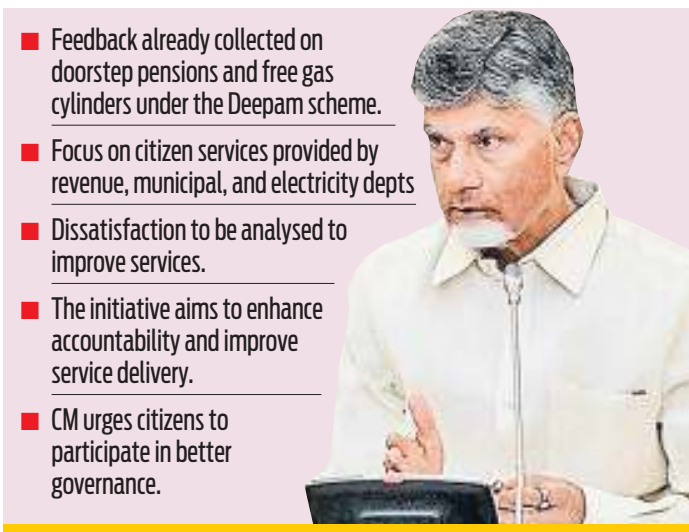 Feedback already collected on
doorstep pensions and free gas
cylinders under the Deepam scheme.
Focus on citizen services provided by
revenue, municipal, and electricity depts
Dissatisfaction to be analysed to
improve services.
The initiative aims to enhance
accountability and improve
service delivery.
CM urges citizens to
participate in better
governance.